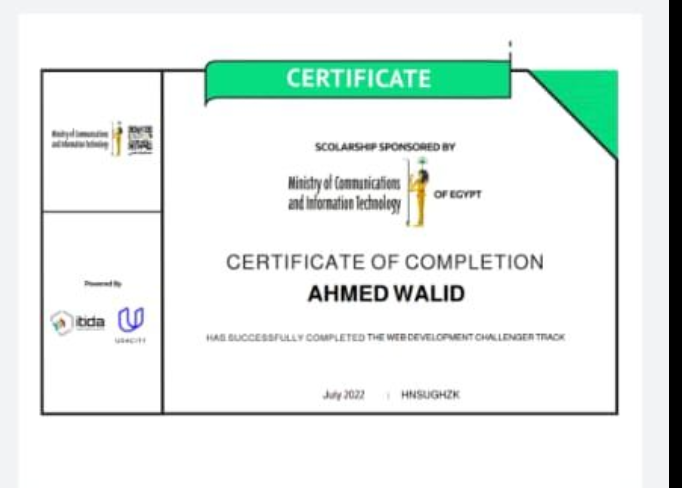 CERTIFICATE
Ministry of Communications
and Information Technology
SCOLARSHIP SPONSORED BY
Ministry of Communications
and Information Technology
OF EGYPT
CERTIFICATE OF COMPLETION
AHMED WALID
HAS SUCCESSFULLY COMPLETED THE WEB DEVELOPMENT CHALLENGER TRACK
Powered By
itida
UDACITY
July 2022 | HNSUGHZK